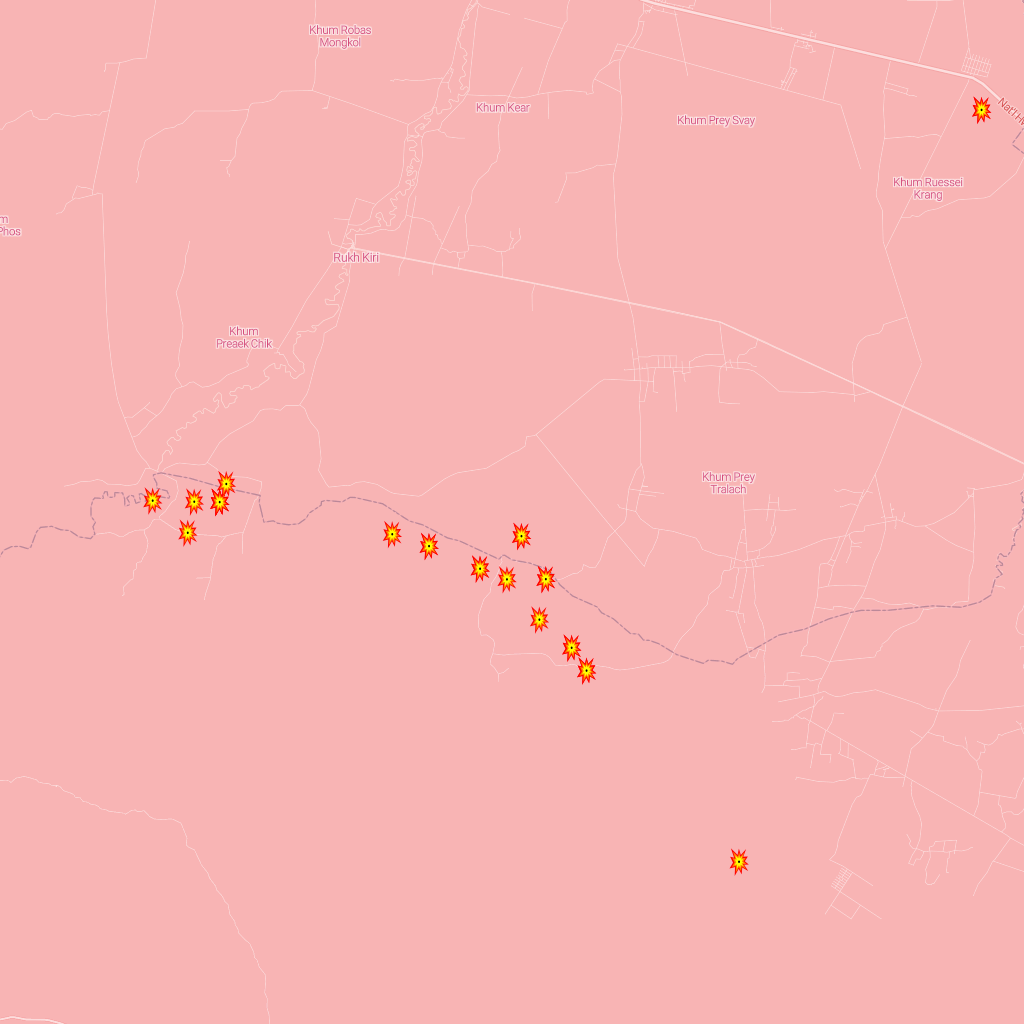 Khum Robas
Mongkol
Khum Kear
Khum Prey Svay
Nat'l H
Khum Ruessei
Krang
m
Phos
Rukh Kiri
Khum
Preaek Chik
Khum Prey
Tralach